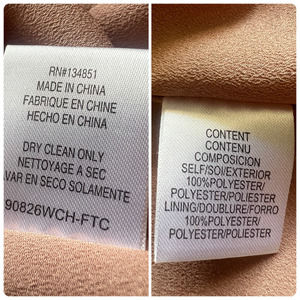 RN#134851
MADE IN CHINA
FABRIQUE EN CHINE
HECHO EN CHINA
DRY CLEAN ONLY
NETTOYAGE A SEC
AVAR EN SECO SOLAMENTE
90826WCH-FTC
CONTENT
CONTENU
COMPOSICION
SELF/SOI/EXTERIOR
100%POLYESTER/
POLYESTER/POLIESTER
LINING/DOUBLURE/FORRO
100%POLYESTER/
POLYESTER/POLIESTER